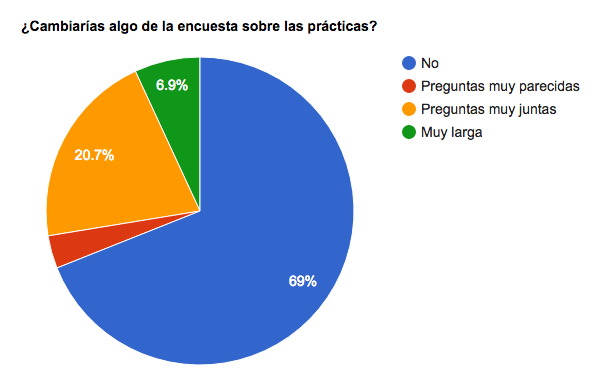 ¿Cambiarías algo de la encuesta sobre las prácticas?
No
Preguntas muy parecidas
Preguntas muy juntas
Muy larga
6.9%
20.7%
69%